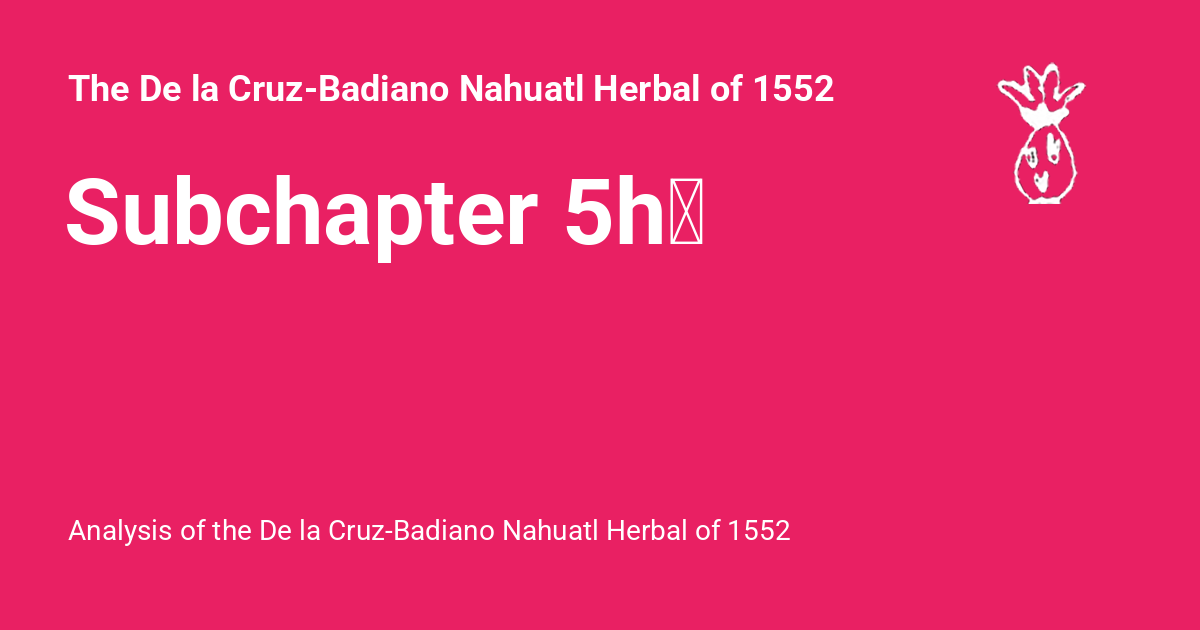 The De la Cruz-Badiano Nahuatl Herbal of 1552
Subchapter 5h
Analysis of the De la Cruz-Badiano Nahuatl Herbal of 1552